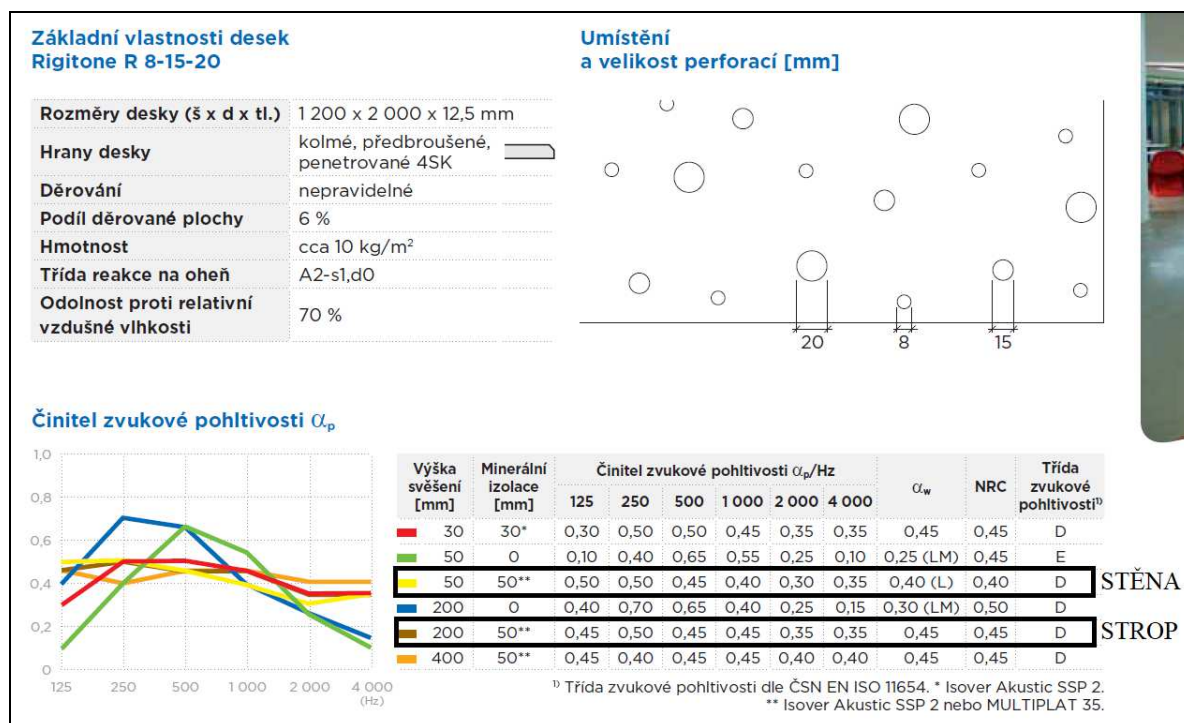 Základní vlastnosti desek
Rigitone R 8-15-20
Rozměry desky (š x d x tl.) 1 200 x 2 000 x 12,5 mm
Hrany desky kolmé, předbroušené,
penetrované 4SK
Děrování nepravidelné
Podíl děrované plochy 6 %
Hmotnost cca 10 kg/m²
Třída reakce na oheň A2-s1,d0
Odolnost proti relativní
vzdušné vlhkosti 70 %
Umístění
a velikost perforací [mm]
20 8 15
Činitel zvukové pohltivosti αp
1,0
0,8
0,6
0,4
0,2
0
125 250 500 1 000 2 000 4 000
(Hz)
Výška
svěšení
[mm]
Minerální
izolace
[mm]
Činitel zvukové pohltivosti αp/Hz
125 250 500 1 000 2 000 4 000
αw
NRC
Třída
zvukové
pohltivosti¹⁾
30 30* 0,30 0,50 0,50 0,45 0,35 0,35 0,45 0,45 D
50 0 0,10 0,40 0,65 0,55 0,25 0,10 0,25 (LM) 0,45 E
50 50** 0,50 0,50 0,45 0,40 0,30 0,35 0,40 (L) 0,40 D STĚNA
200 0 0,40 0,70 0,65 0,40 0,25 0,15 0,30 (LM) 0,50 D
200 50** 0,45 0,50 0,45 0,45 0,35 0,35 0,45 0,45 D STROP
400 50** 0,45 0,40 0,45 0,45 0,40 0,40 0,45 0,45 D
¹⁾ Třída zvukové pohltivosti dle ČSN EN ISO 11654. * Isover Akustic SSP 2.
** Isover Akustic SSP 2 nebo MULTIPLAT 35.